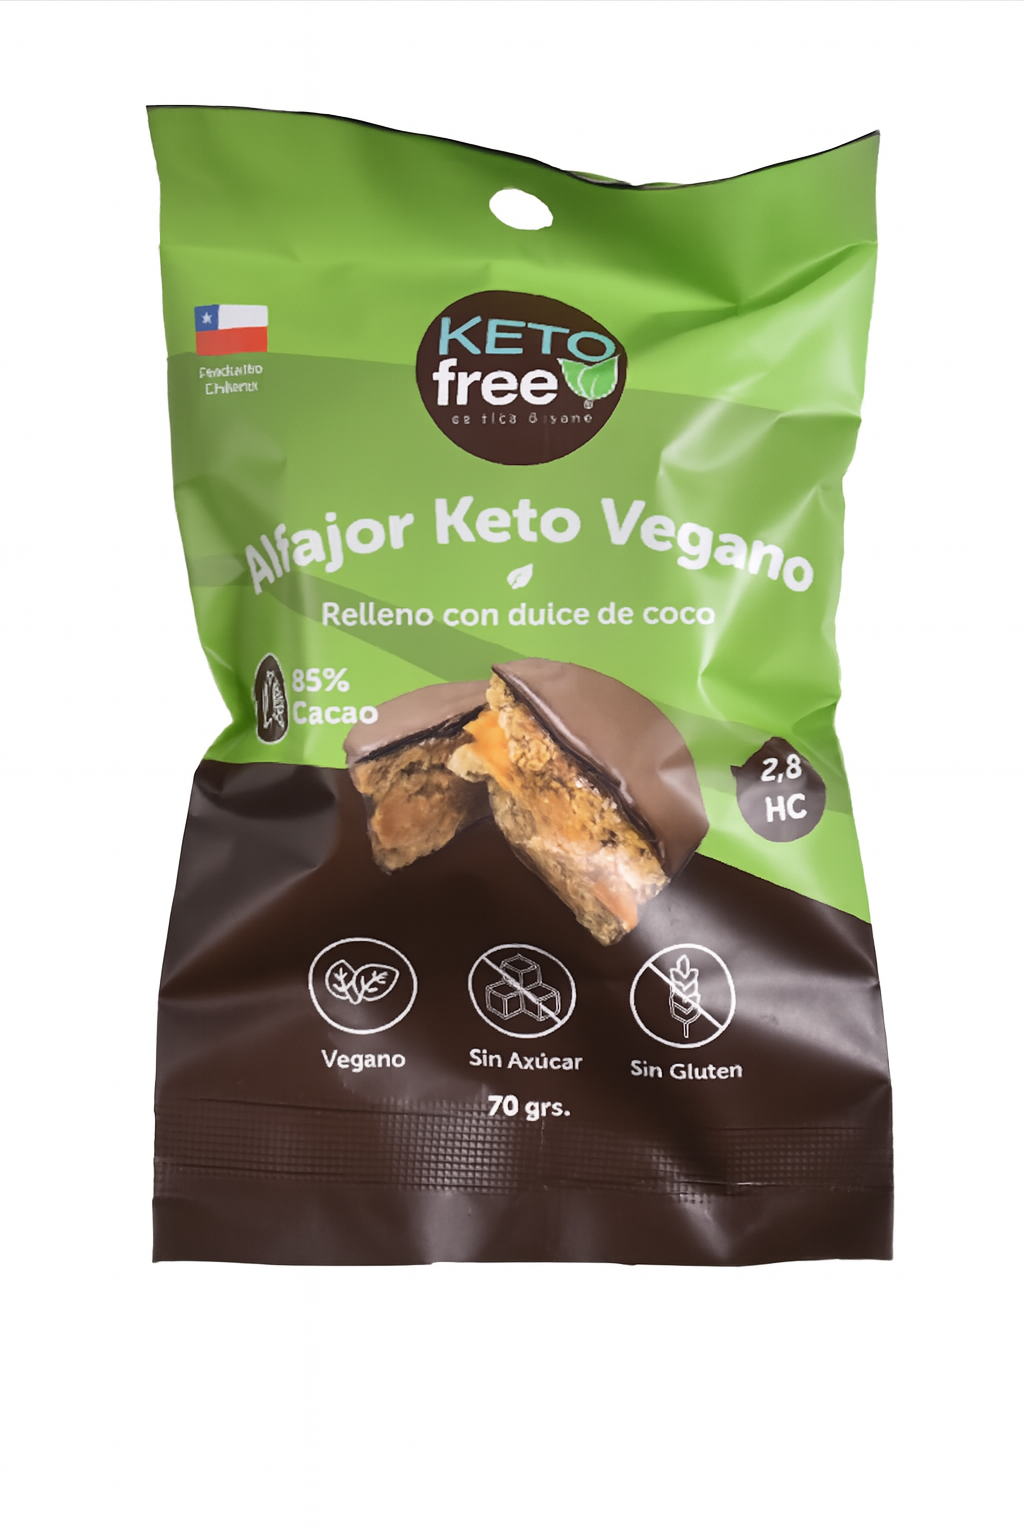 KETO
free
Alfajor Keto Vegano
Relleno con duice de coco
85%
Cacao
2,8
HC
Vegano
Sin Axúcar
Sin Gluten
70 grs.